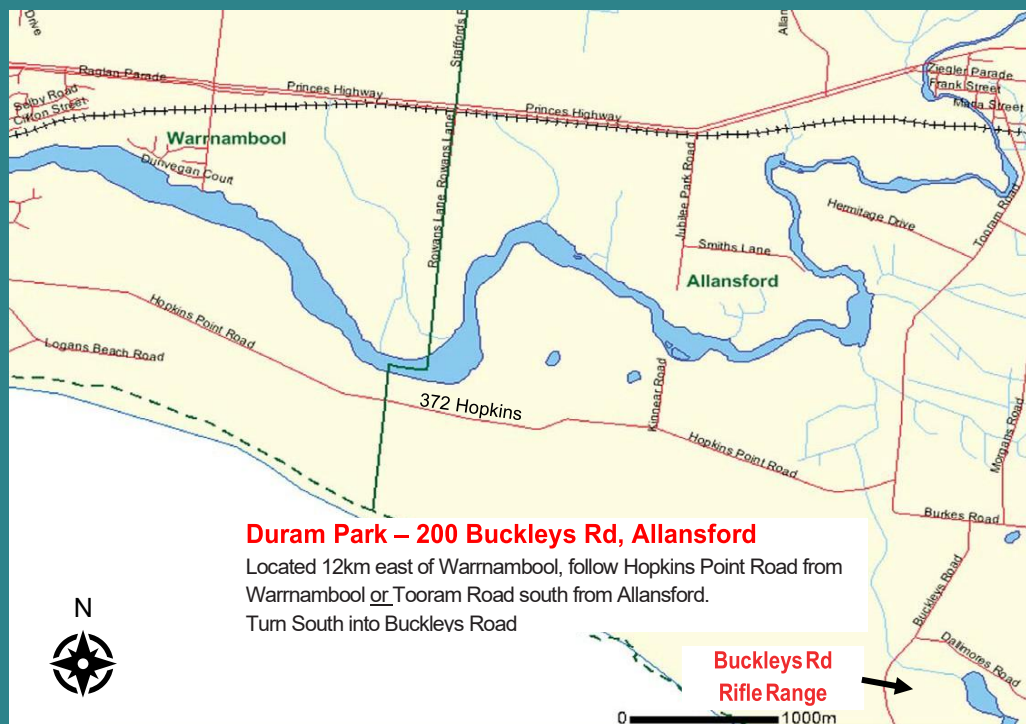 Drive
Staffords R
Allan
Raglan Parade
Princes Highway
Princes Highway
Ziegler Parade
Frank Street
Maria Street
Selby Road
Clifton Street
Warrnambool
Dunvegan Court
Rowans Lane
Rowans Lane
Jubilee Park Road
Hermitage Drive
Tooram Road
Smiths Lane
Allansford
Hopkins Point Road
Logans Beach Road
372 Hopkins
Kinnear Road
Hopkins Point Road
Morgans Road
Burkes Road
Duram Park – 200 Buckleys Rd, Allansford
Located 12km east of Warrnambool, follow Hopkins Point Road from
Warrnambool or Tooram Road south from Allansford.
Turn South into Buckleys Road
Buckleys Road
Dallimores Road
N
Buckleys Rd
Rifle Range
0 1000m